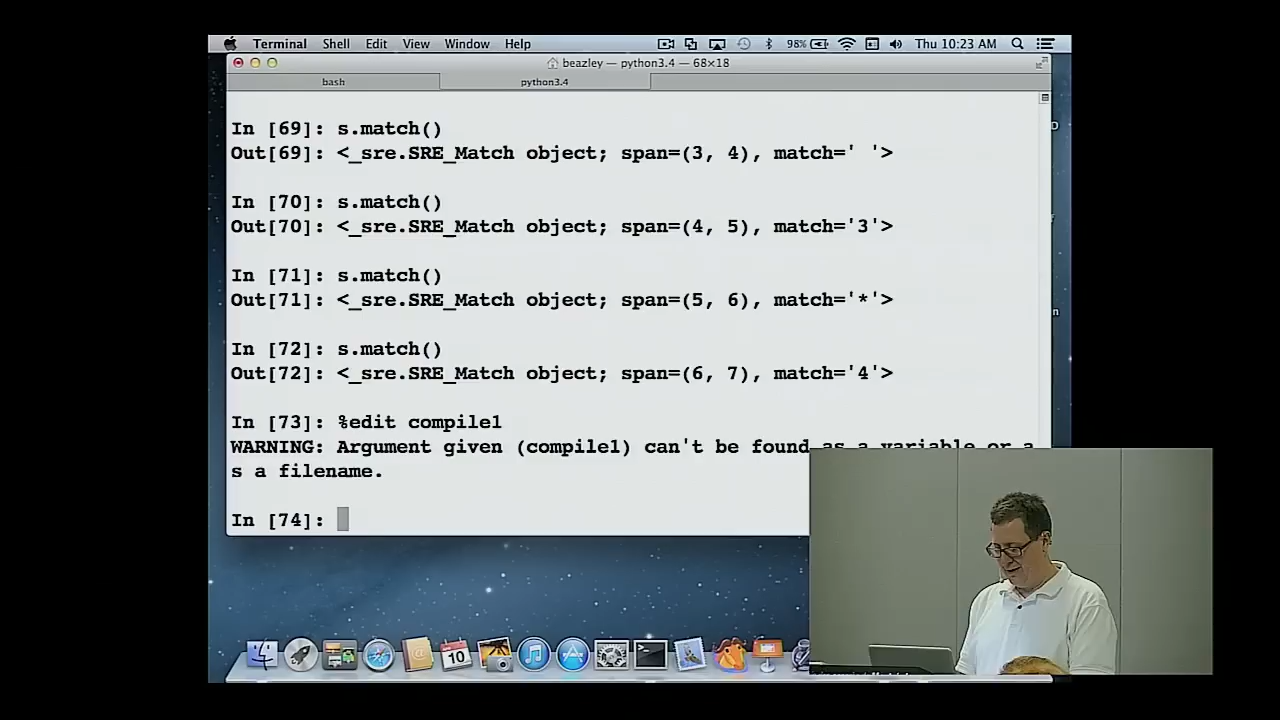 Terminal Shell Edit View Window Help 98% Thu 10:23 AM
beazley — python3.4 — 68×18
bash python3.4
In [69]: s.match()
Out[69]: <_sre.SRE_Match object; span=(3, 4), match=' '>
In [70]: s.match()
Out[70]: <_sre.SRE_Match object; span=(4, 5), match='3'>
In [71]: s.match()
Out[71]: <_sre.SRE_Match object; span=(5, 6), match='*'>
In [72]: s.match()
Out[72]: <_sre.SRE_Match object; span=(6, 7), match='4'>
In [73]: %edit compile1
WARNING: Argument given (compile1) can't be found as a variable or a
s a filename.
In [74]:
10